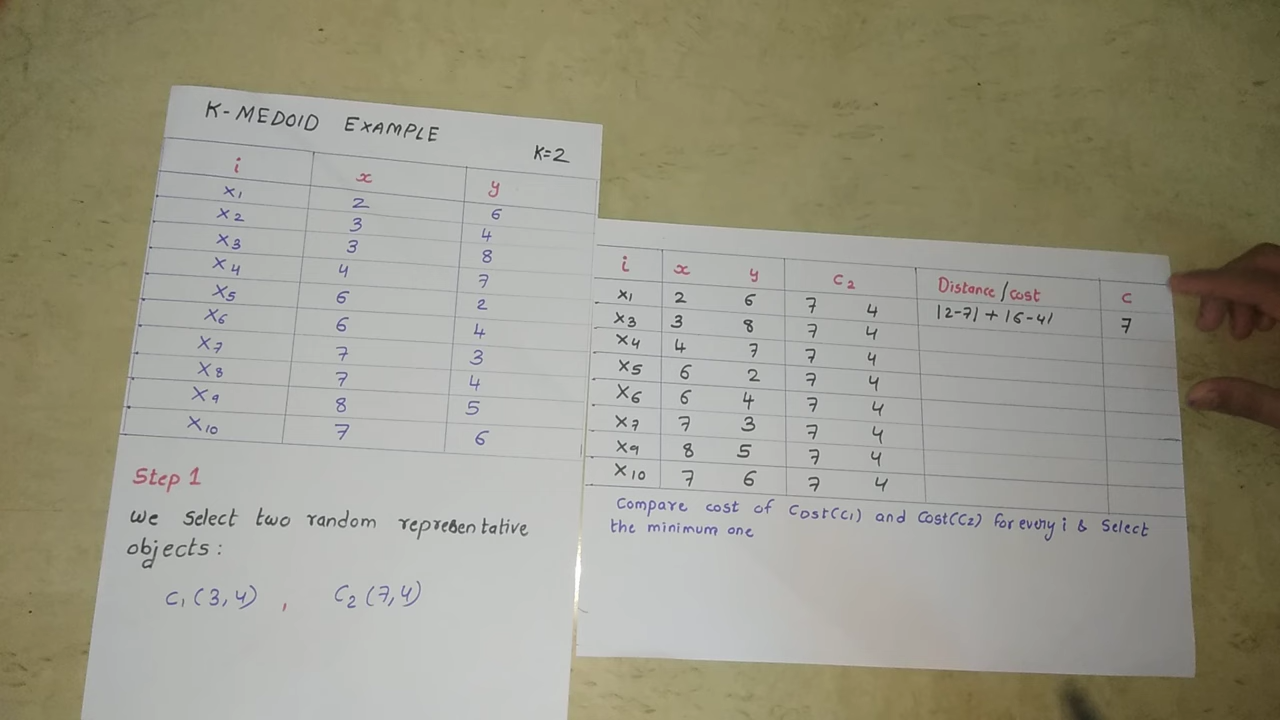 K-MEDOID EXAMPLE
K=2
i x y
X1 2 6
X2 3 4
X3 3 8
X4 4 7
X5 6 2
X6 6 4
X7 7 3
X8 7 4
X9 8 5
X10 7 6
Step 1
We select two random representative
objects:
C1(3,4) , C2(7,4)
i x y C2 Distance/cost C
X1 2 6 7 4 |2-7| + |6-4| 7
X3 3 8 7 4
X4 4 7 7 4
X5 6 2 7 4
X6 6 4 7 4
X7 7 3 7 4
X9 8 5 7 4
X10 7 6 7 4
Compare cost of Cost(C1) and Cost(C2) for every i & Select
the minimum one